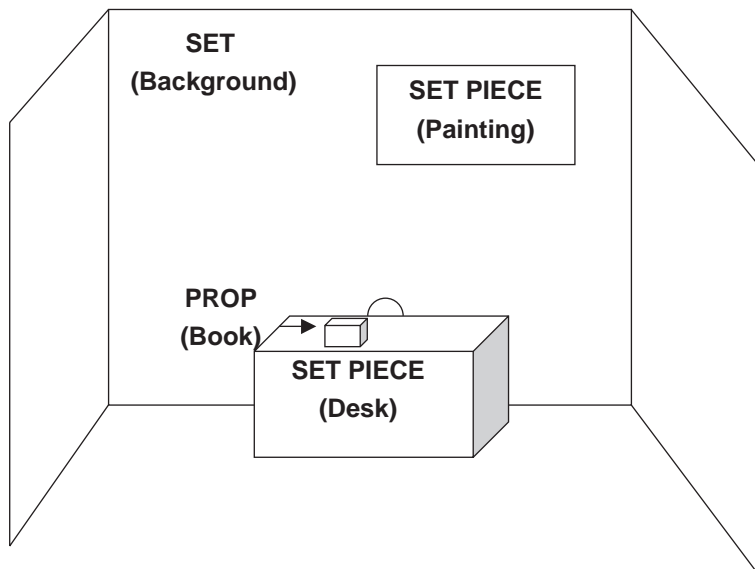 SET
(Background)
SET PIECE
(Painting)
PROP
(Book)
SET PIECE
(Desk)